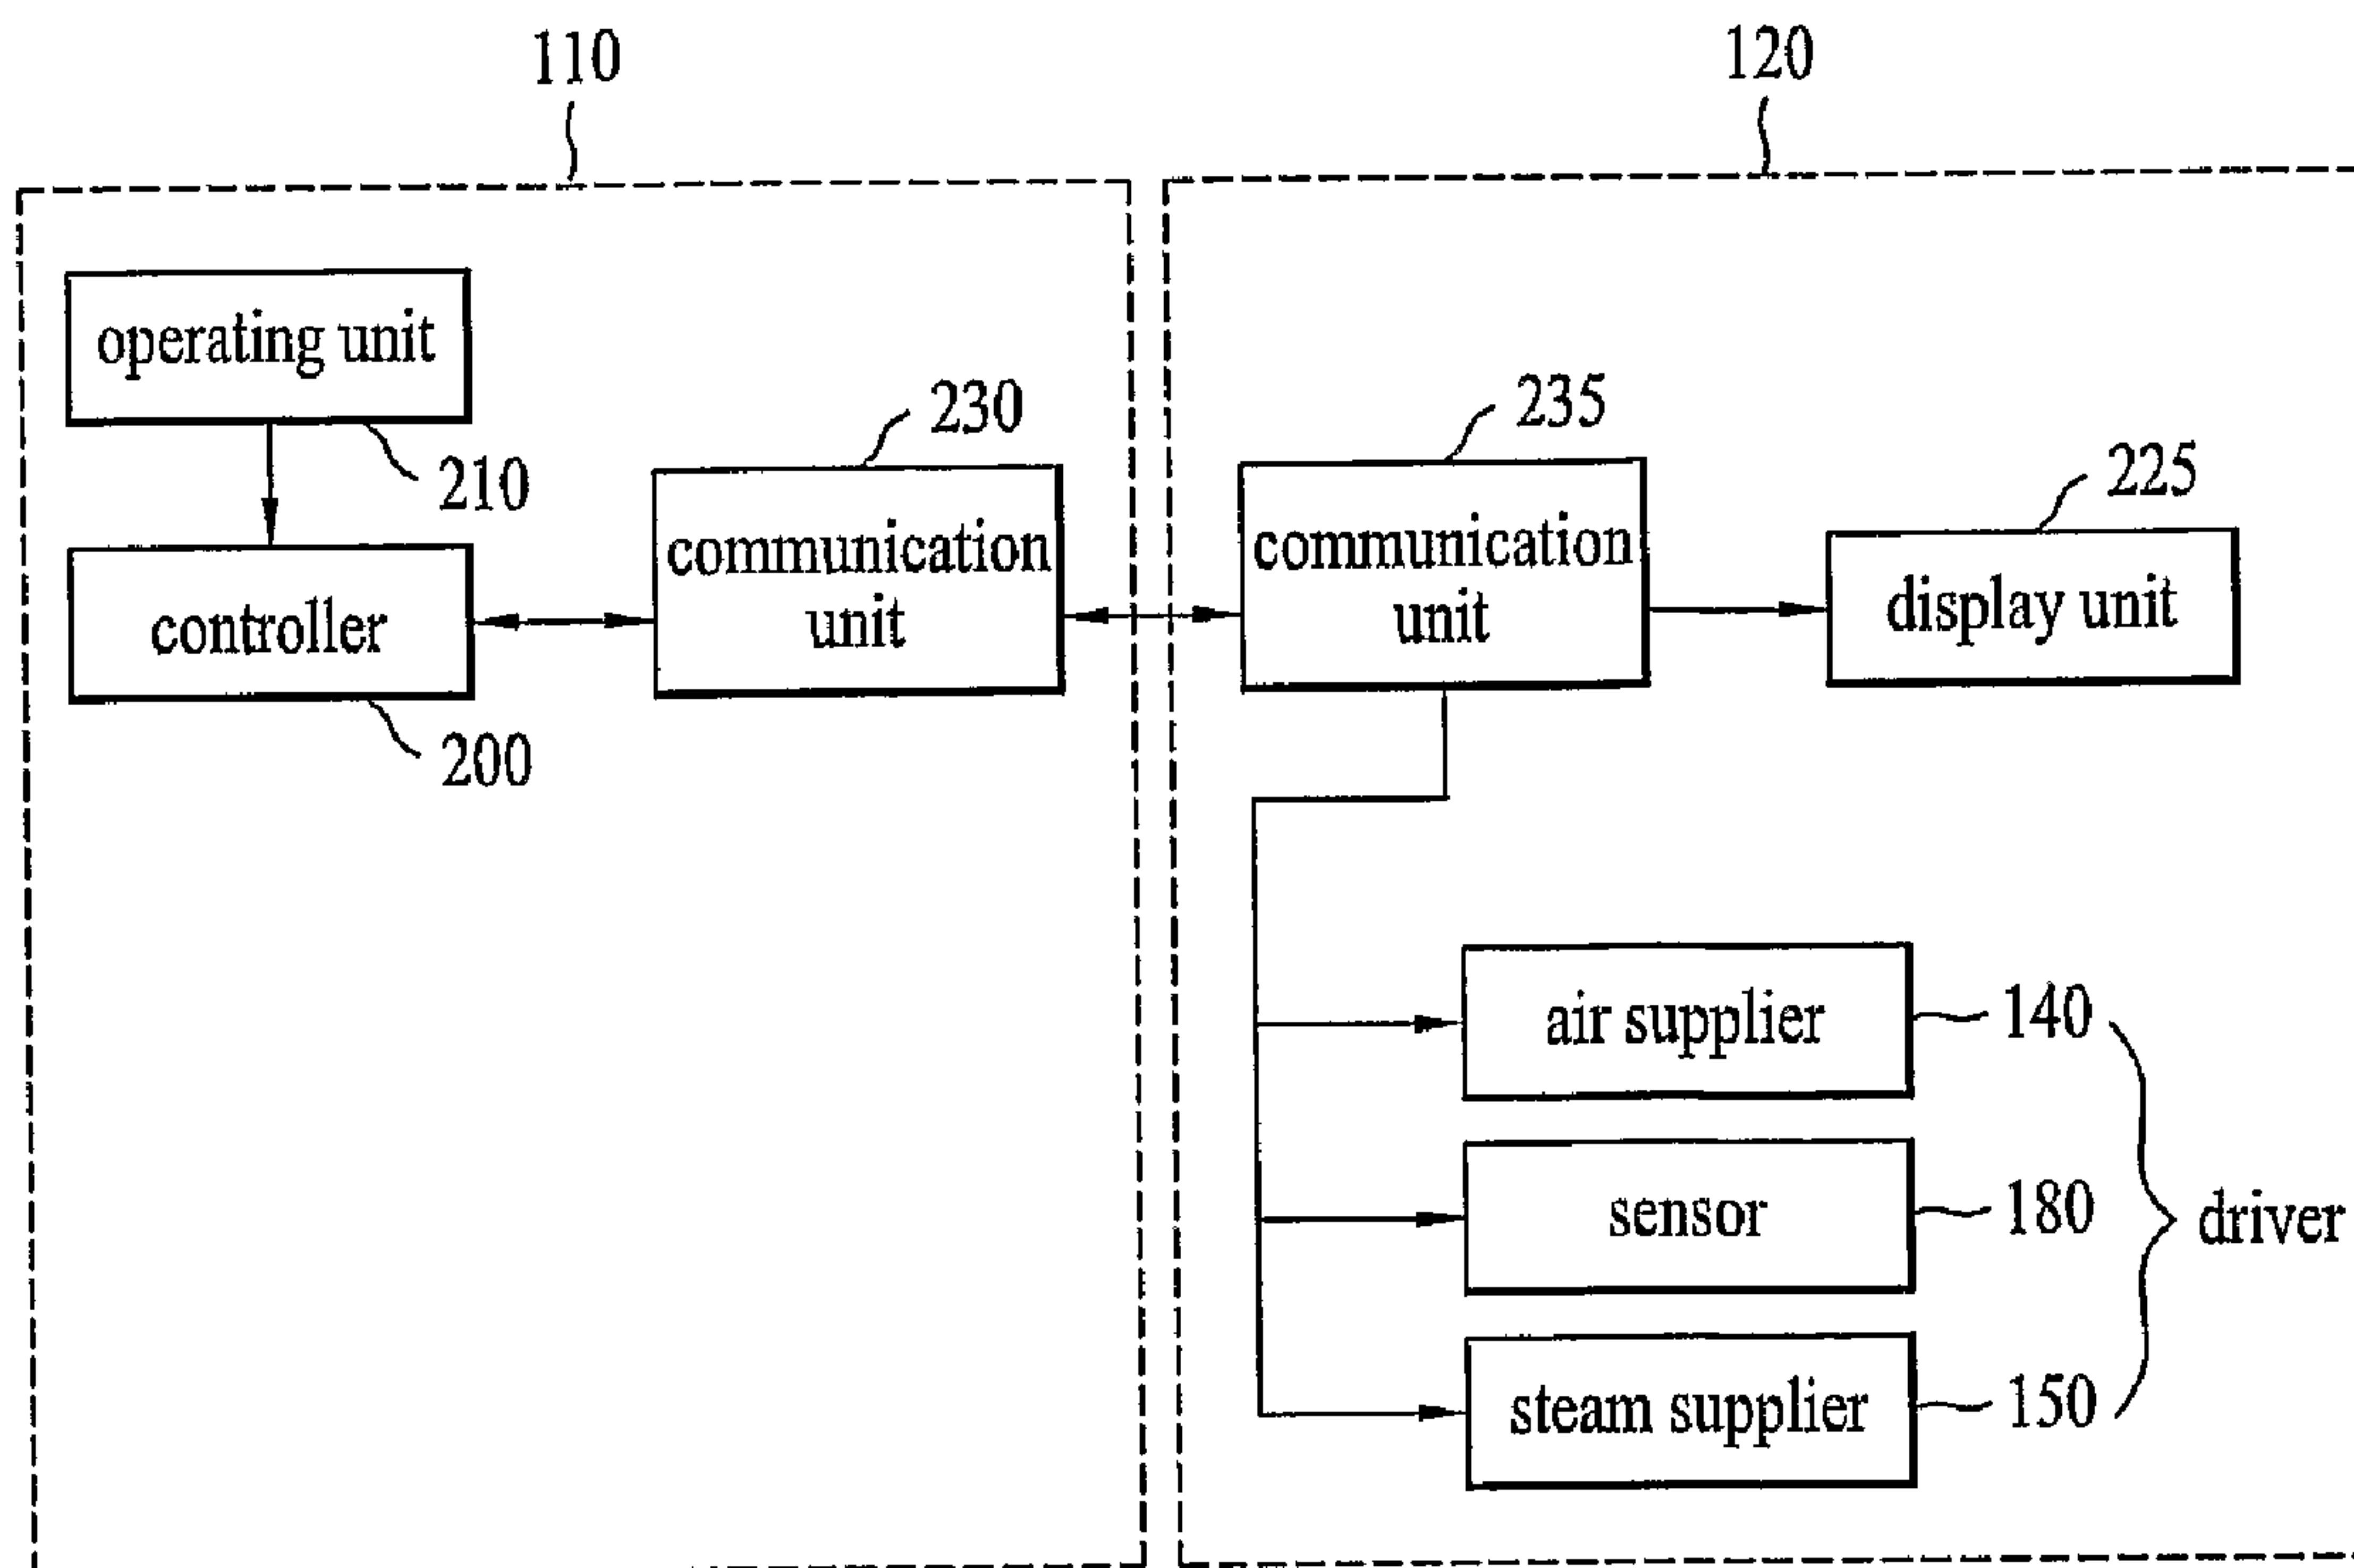 110
120
operating unit
210
230
communication
unit
controller
200
235
communication
unit
225
display unit
air supplier
140
sensor
180
driver
steam supplier
150